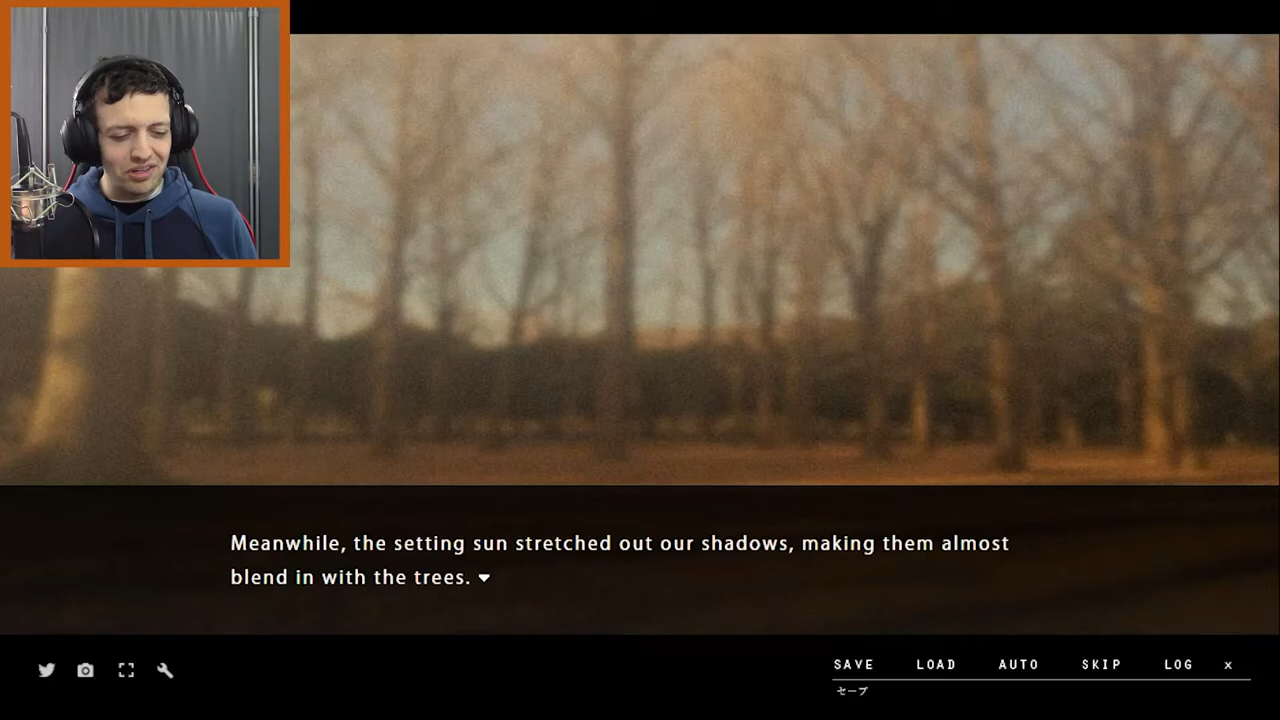 Meanwhile, the setting sun stretched out our shadows, making them almost
blend in with the trees.
SAVE LOAD AUTO SKIP LOG x
セーブ